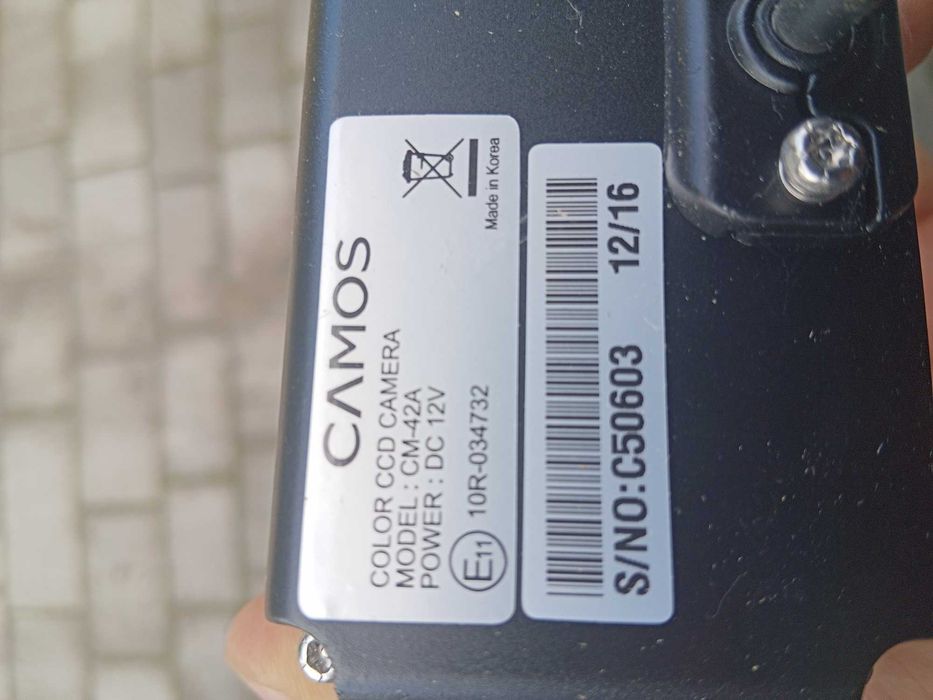 CAMOS
COLOR CCD CAMERA
MODEL : CM-42A
POWER : DC 12V
E11 10R-034732
Made in Korea
S/NO:C50603 12/16